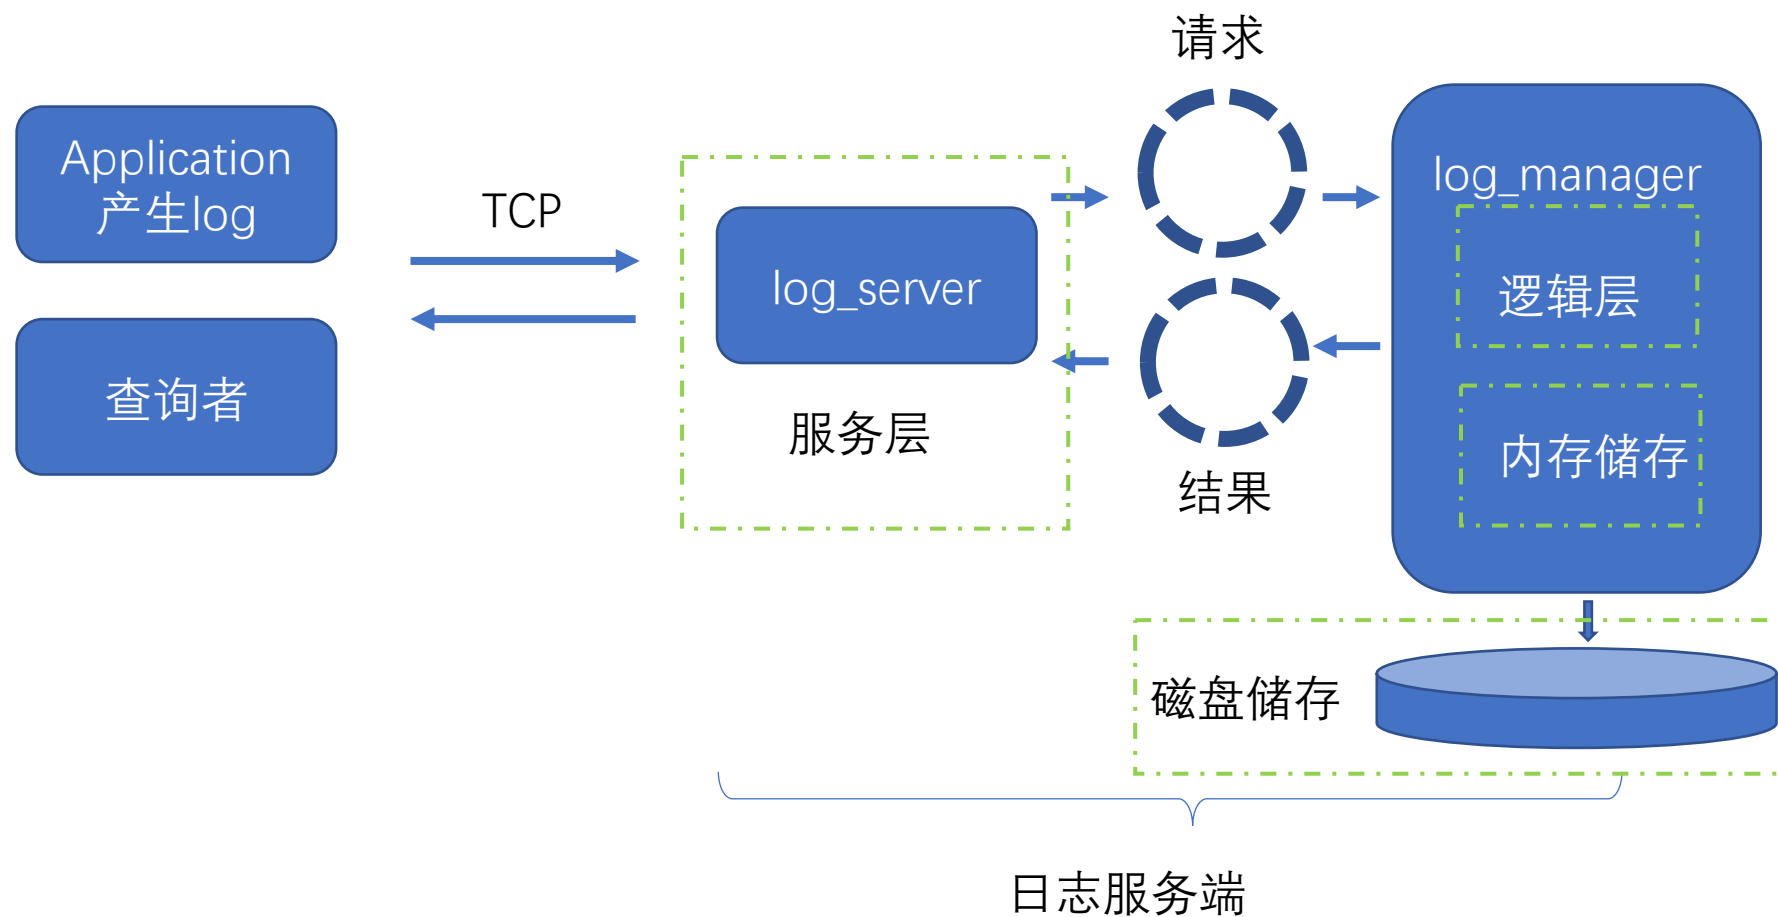 请求
Application
产生log
TCP
log_server
log_manager
逻辑层
查询者
服务层
内存储存
结果
磁盘储存
日志服务端